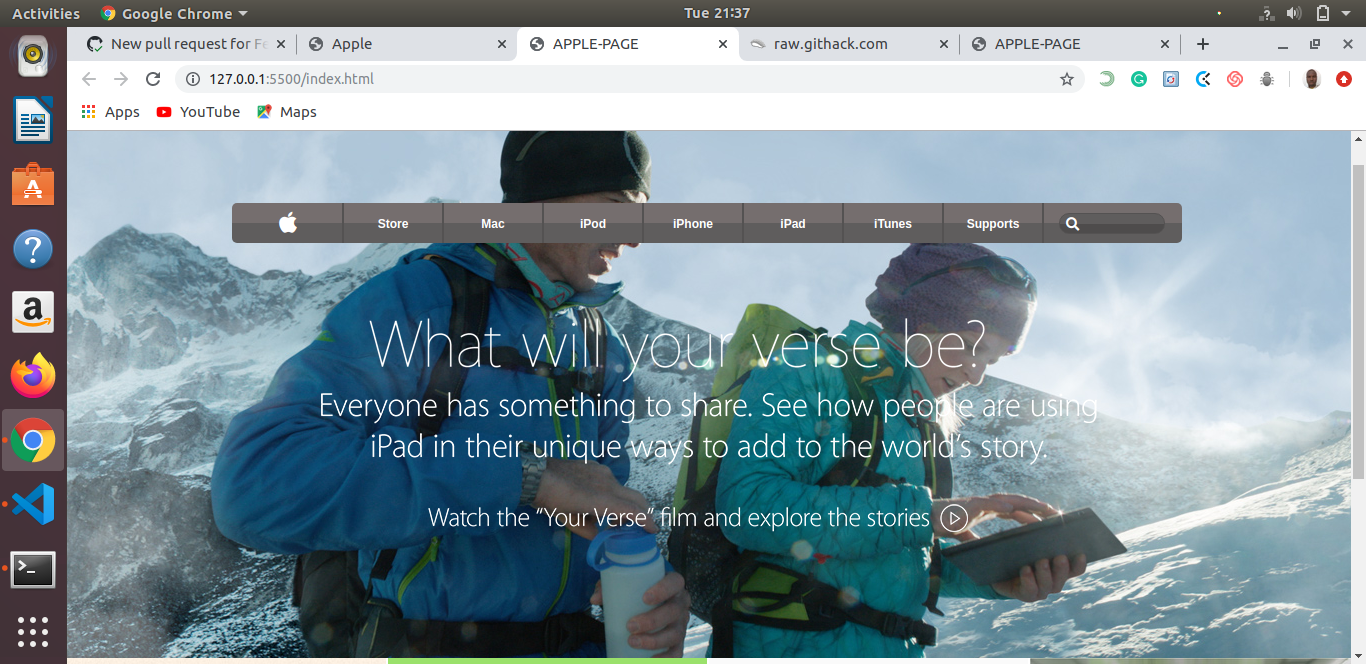 Activities Google Chrome Tue 21:37
New pull request for Fe Apple APPLE-PAGE raw.githack.com APPLE-PAGE
127.0.0.1:5500/index.html
Apps YouTube Maps
Store Mac iPod iPhone iPad iTunes Supports
What will your verse be?
Everyone has something to share. See how people are using
iPad in their unique ways to add to the world's story.
Watch the “Your Verse” film and explore the stories